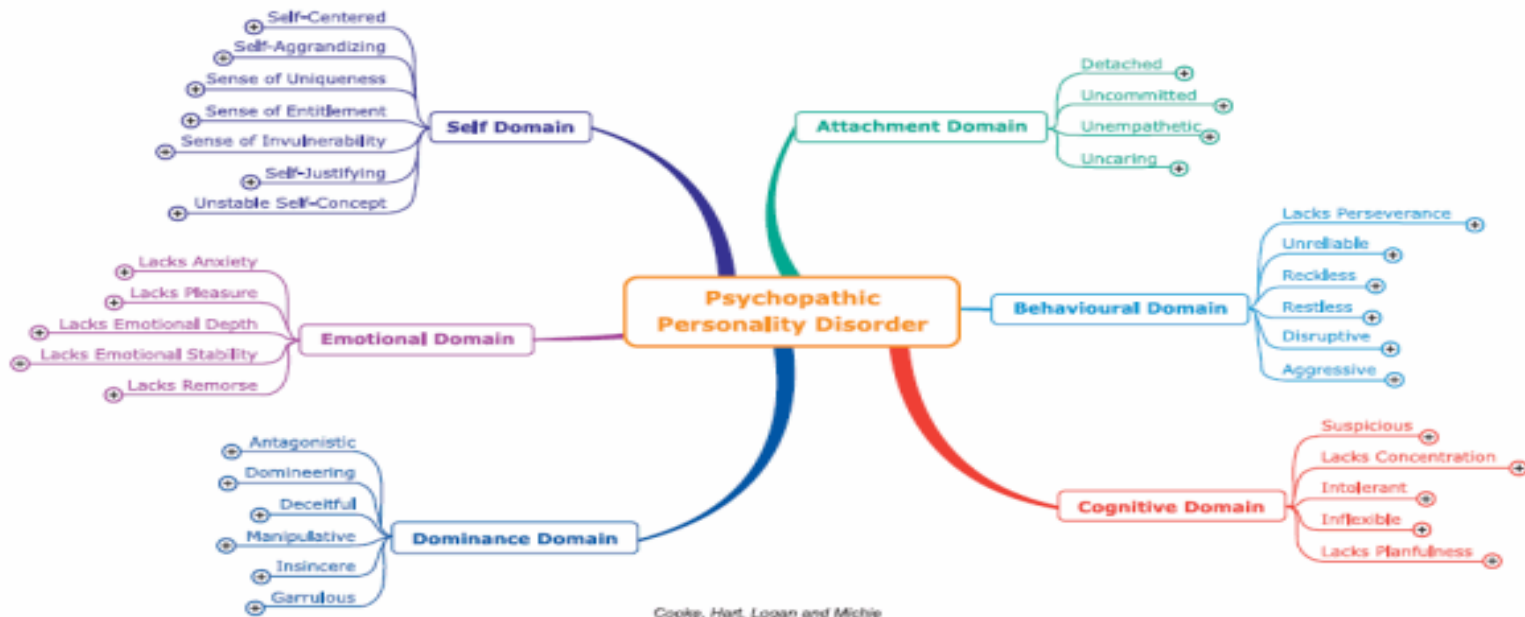 Psychopathic
Personality Disorder
Self Domain
Self-Centered
Self-Aggrandizing
Sense of Uniqueness
Sense of Entitlement
Sense of Invulnerability
Self-Justifying
Unstable Self-Concept
Emotional Domain
Lacks Anxiety
Lacks Pleasure
Lacks Emotional Depth
Lacks Emotional Stability
Lacks Remorse
Dominance Domain
Antagonistic
Domineering
Deceitful
Manipulative
Insincere
Garrulous
Attachment Domain
Detached
Uncommitted
Unempathetic
Uncaring
Behavioural Domain
Lacks Perseverance
Unreliable
Reckless
Restless
Disruptive
Aggressive
Cognitive Domain
Suspicious
Lacks Concentration
Intolerant
Inflexible
Lacks Planfulness
Cooke, Hart, Logan and Michie